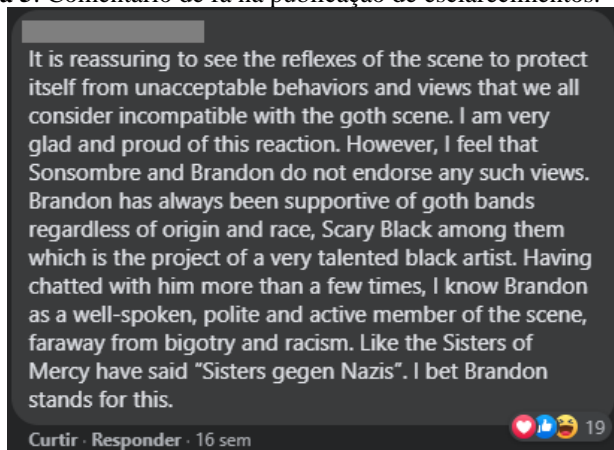 It is reassuring to see the reflexes of the scene to protect
itself from unacceptable behaviors and views that we all
consider incompatible with the goth scene. I am very
glad and proud of this reaction. However, I feel that
Sonsombre and Brandon do not endorse any such views.
Brandon has always been supportive of goth bands
regardless of origin and race, Scary Black among them
which is the project of a very talented black artist. Having
chatted with him more than a few times, I know Brandon
as a well-spoken, polite and active member of the scene,
faraway from bigotry and racism. Like the Sisters of
Mercy have said "Sisters gegen Nazis". I bet Brandon
stands for this.
19
Curtir · Responder · 16 sem